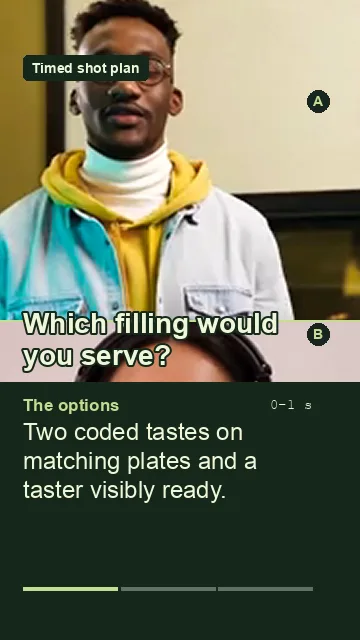 Timed shot plan
A
Which filling would
you serve?
B
The options
0–1 s
Two coded tastes on
matching plates and a
taster visibly ready.